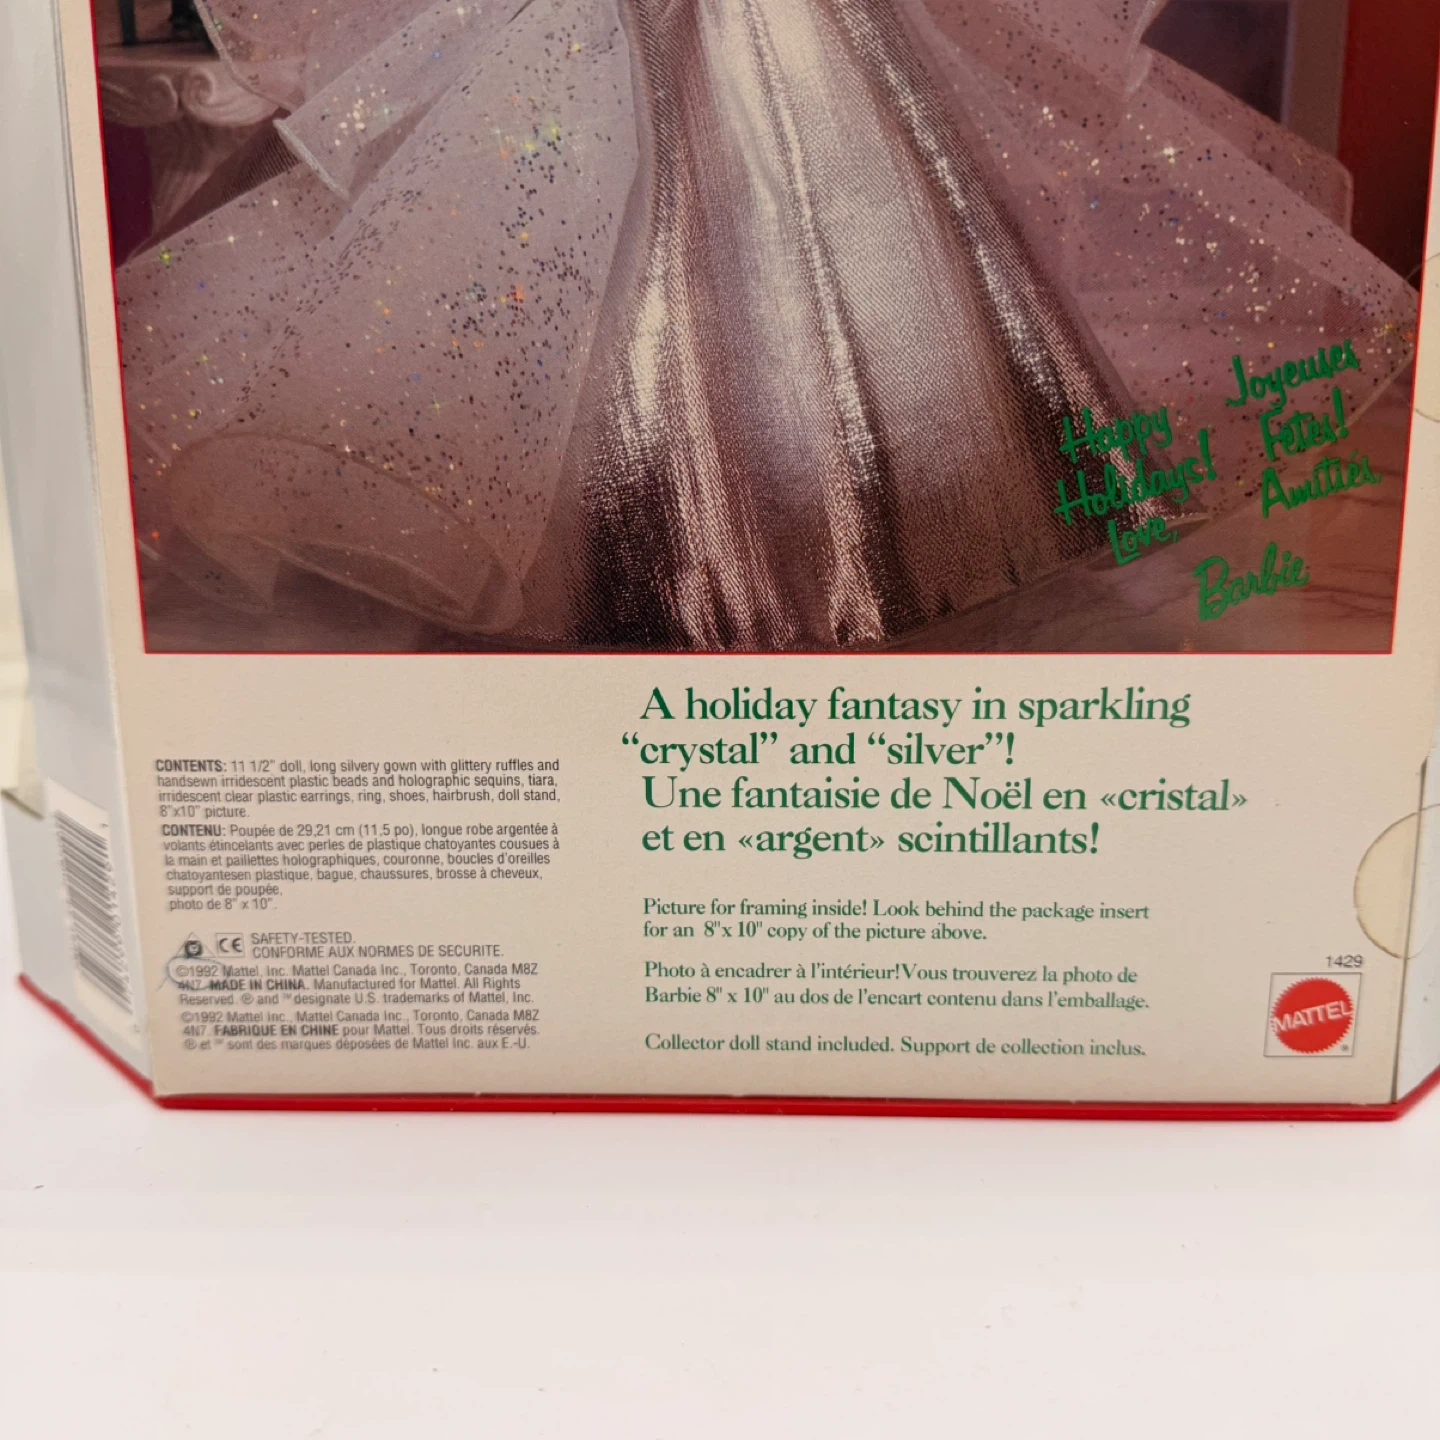 Happy
Holidays!
Love,
Joyeuses
Fêtes!
Amitiés,
Barbie
A holiday fantasy in sparkling
“crystal” and “silver”!
Une fantaisie de Noël en «cristal»
et en «argent» scintillants!
CONTENTS: 11 1/2" doll, long silvery gown with glittery ruffles and
handsewn irridescent plastic beads and holographic sequins, tiara,
irridescent clear plastic earrings, ring, shoes, hairbrush, doll stand,
8"x10" picture.
CONTENU: Poupée de 29,21 cm (11,5 po), longue robe argentée à
volants étincelants avec perles de plastique chatoyantes cousues à
la main et paillettes holographiques, couronne, boucles d'oreilles
chatoyantesen plastique, bague, chaussures, brosse à cheveux,
support de poupée,
photo de 8" x 10".
CE SAFETY-TESTED.
CONFORME AUX NORMES DE SECURITE.
©1992 Mattel, Inc. Mattel Canada Inc., Toronto, Canada M8Z
4N7. MADE IN CHINA. Manufactured for Mattel. All Rights
Reserved. ® and ™ designate U.S. trademarks of Mattel, Inc.
©1992 Mattel Inc., Mattel Canada Inc., Toronto, Canada M8Z
4N7. FABRIQUE EN CHINE pour Mattel. Tous droits réservés.
® et ™ sont des marques déposées de Mattel Inc. aux E.-U.
Picture for framing inside! Look behind the package insert
for an 8"x 10" copy of the picture above.
Photo à encadrer à l'intérieur!Vous trouverez la photo de
Barbie 8" x 10" au dos de l'encart contenu dans l'emballage.
Collector doll stand included. Support de collection inclus.
1429
MATTEL